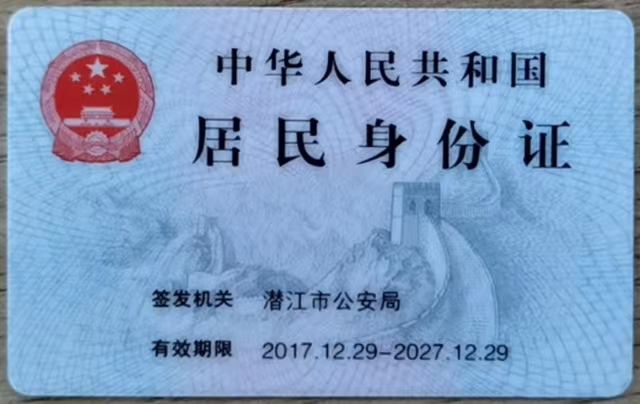 中华人民共和国
居民身份证
签发机关 潜江市公安局
有效期限 2017.12.29-2027.12.29